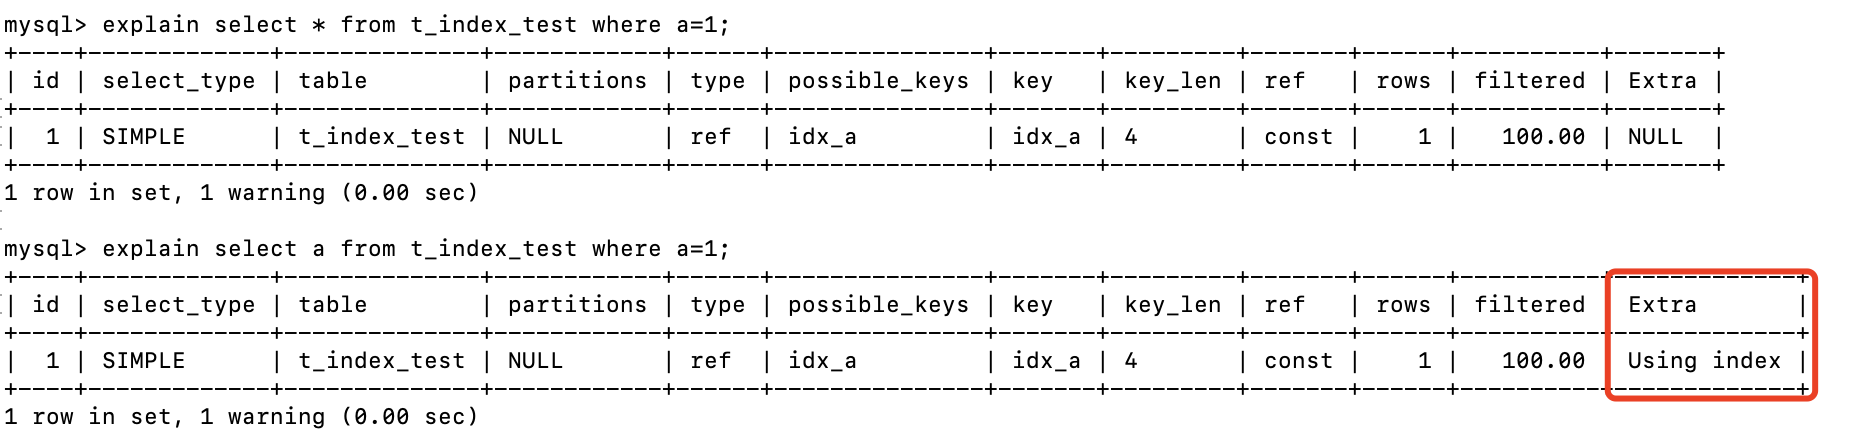 mysql> explain select * from t_index_test where a=1;
+----+-------------+--------------+------------+------+---------------+-------+---------+-------+------+----------+-------+
| id | select_type | table        | partitions | type | possible_keys | key   | key_len | ref   | rows | filtered | Extra |
+----+-------------+--------------+------------+------+---------------+-------+---------+-------+------+----------+-------+
|  1 | SIMPLE      | t_index_test | NULL       | ref  | idx_a         | idx_a | 4       | const |    1 |   100.00 | NULL  |
+----+-------------+--------------+------------+------+---------------+-------+---------+-------+------+----------+-------+
1 row in set, 1 warning (0.00 sec)
mysql> explain select a from t_index_test where a=1;
+----+-------------+--------------+------------+------+---------------+-------+---------+-------+------+----------+-------------+
| id | select_type | table        | partitions | type | possible_keys | key   | key_len | ref   | rows | filtered | Extra       |
+----+-------------+--------------+------------+------+---------------+-------+---------+-------+------+----------+-------------+
|  1 | SIMPLE      | t_index_test | NULL       | ref  | idx_a         | idx_a | 4       | const |    1 |   100.00 | Using index |
+----+-------------+--------------+------------+------+---------------+-------+---------+-------+------+----------+-------------+
1 row in set, 1 warning (0.00 sec)